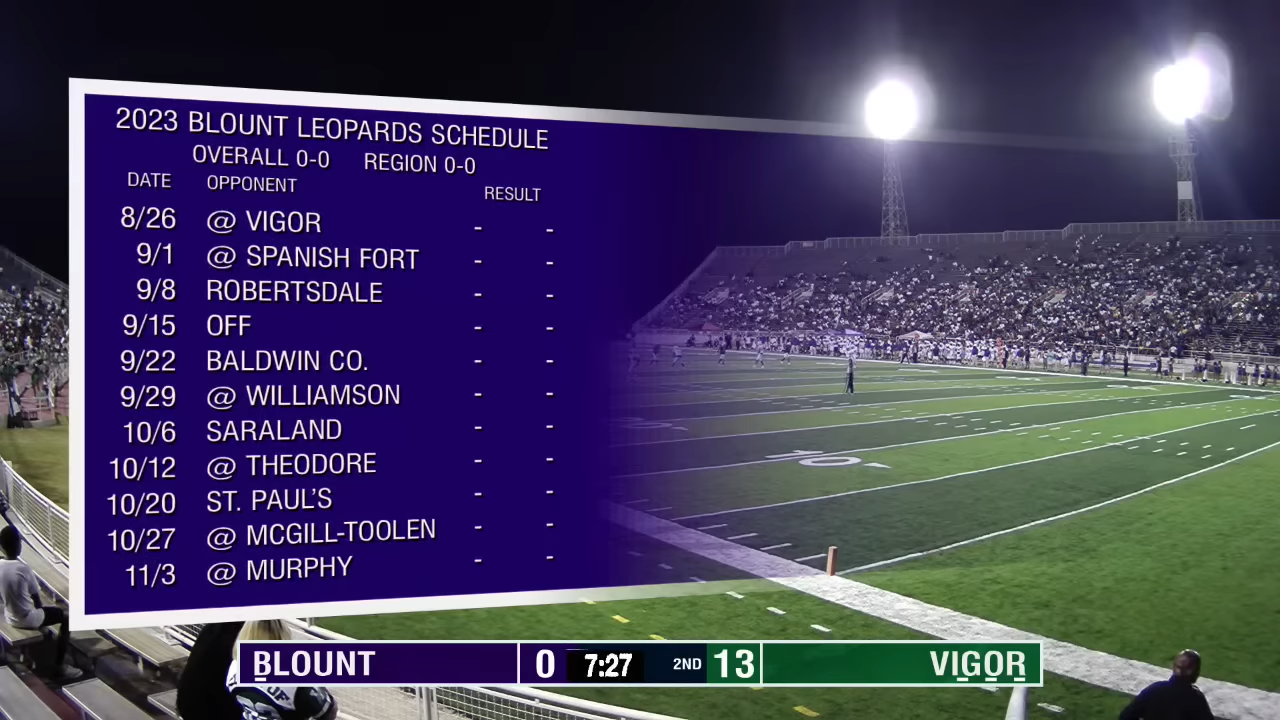 2023 BLOUNT LEOPARDS SCHEDULE
OVERALL 0-0 REGION 0-0
DATE OPPONENT RESULT
8/26 @ VIGOR - -
9/1 @ SPANISH FORT - -
9/8 ROBERTSDALE - -
9/15 OFF - -
9/22 BALDWIN CO. - -
9/29 @ WILLIAMSON - -
10/6 SARALAND - -
10/12 @ THEODORE - -
10/20 ST. PAUL'S - -
10/27 @ MCGILL-TOOLEN - -
11/3 @ MURPHY - -
10
BLOUNT 0 7:27 2ND 13 VIGOR